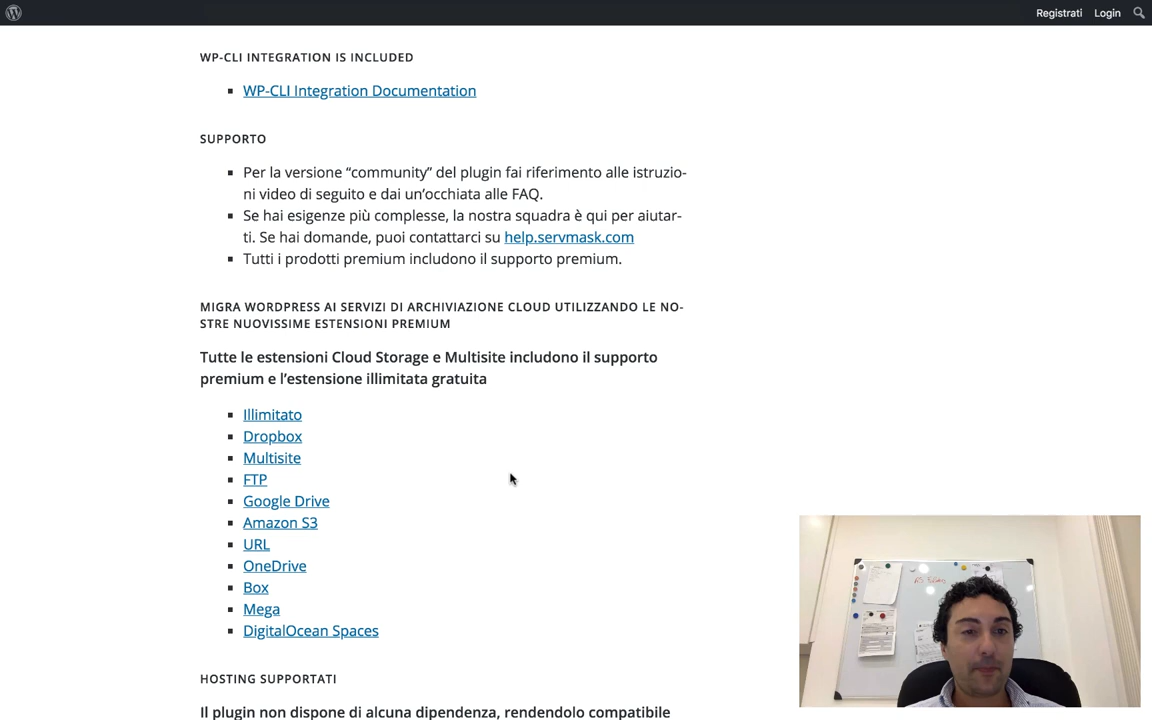 Registrati Login
WP-CLI INTEGRATION IS INCLUDED
WP-CLI Integration Documentation
SUPPORTO
Per la versione “community” del plugin fai riferimento alle istruzio-
ni video di seguito e dai un’occhiata alle FAQ.
Se hai esigenze più complesse, la nostra squadra è qui per aiutar-
ti. Se hai domande, puoi contattarci su help.servmask.com
Tutti i prodotti premium includono il supporto premium.
MIGRA WORDPRESS AI SERVIZI DI ARCHIVIAZIONE CLOUD UTILIZZANDO LE NO-
STRE NUOVISSIME ESTENSIONI PREMIUM
Tutte le estensioni Cloud Storage e Multisite includono il supporto
premium e l’estensione illimitata gratuita
Illimitato
Dropbox
Multisite
FTP
Google Drive
Amazon S3
URL
OneDrive
Box
Mega
DigitalOcean Spaces
HOSTING SUPPORTATI
Il plugin non dispone di alcuna dipendenza, rendendolo compatibile